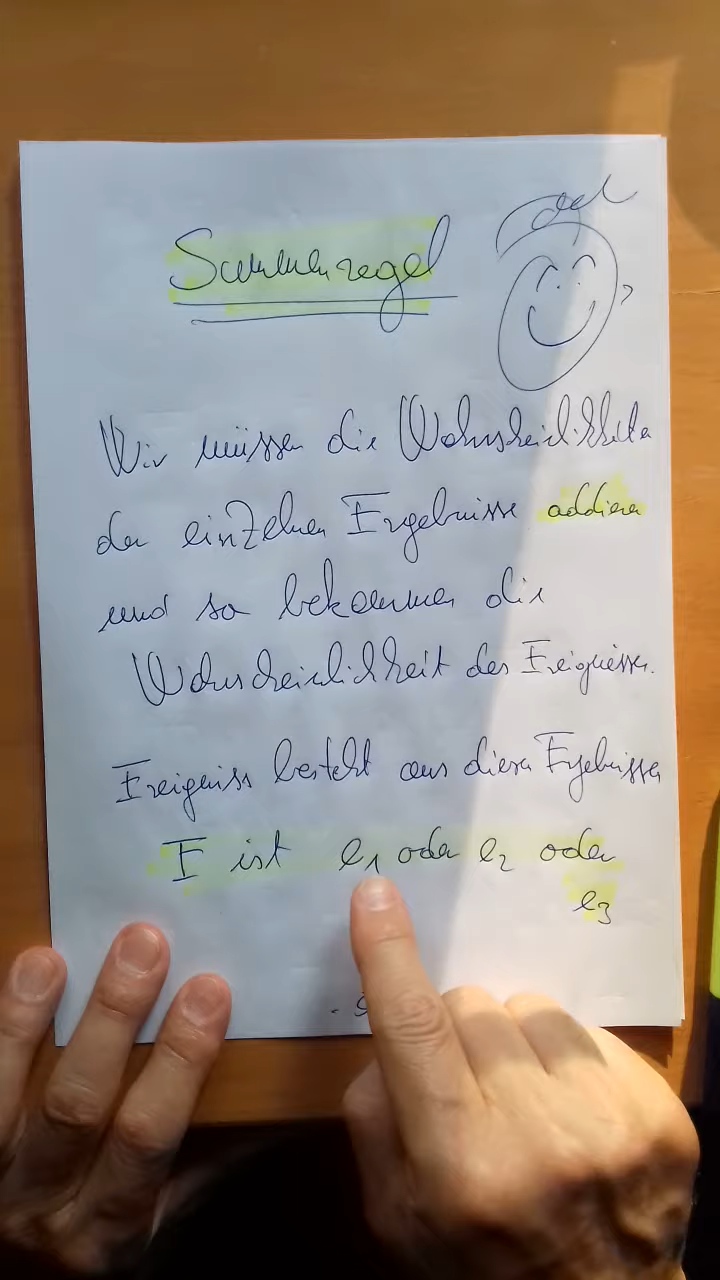 Summenregel
Wir müssen die Wahrscheinlichkeiten
der einzelnen Ergebnisse addieren
und so bekommen die
Wahrscheinlichkeit des Ereignisses.
Ereigniss besteht aus diesen Ergebnissen
E ist e1 oder e2 oder
e3